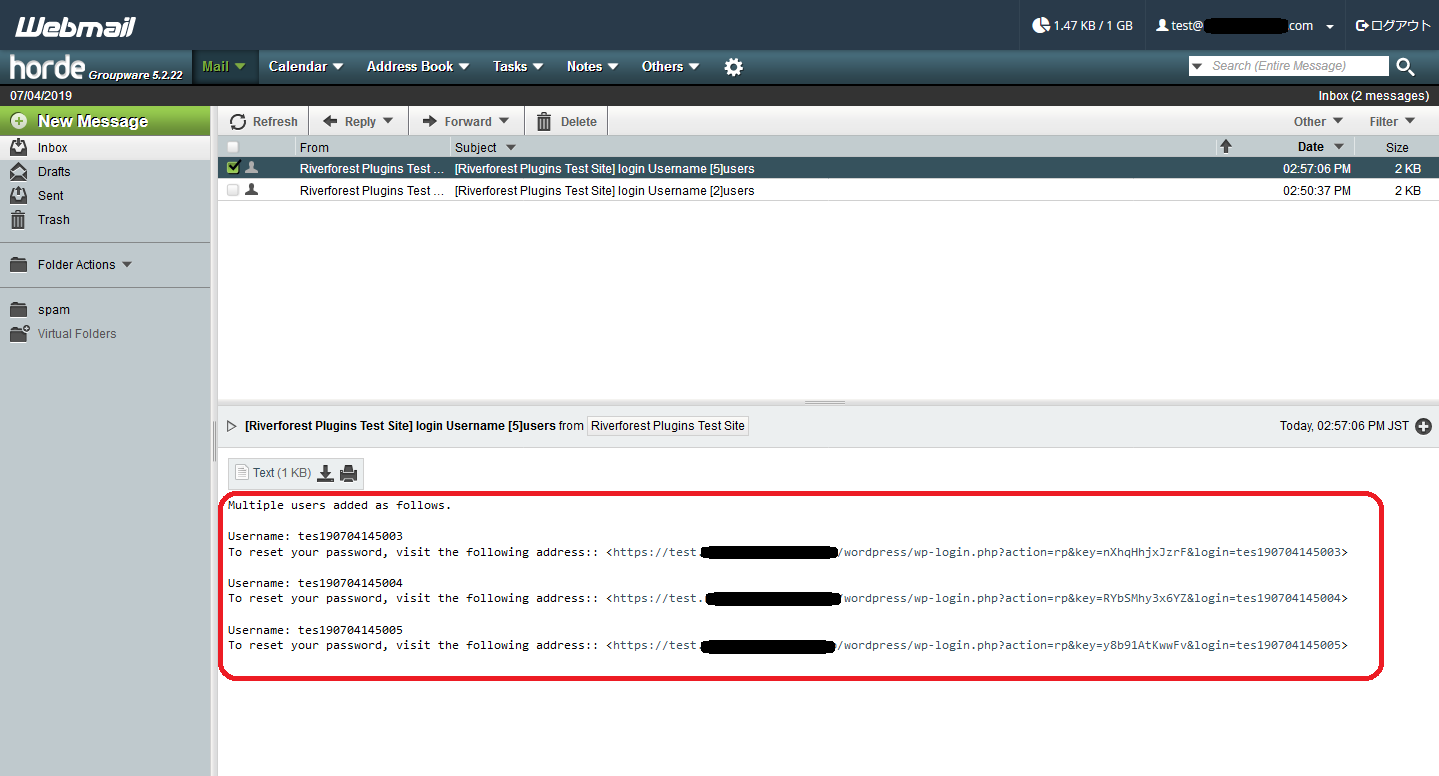 Webmail
1.47 KB / 1 GB
test@ .com
ログアウト
horde Groupware 5.2.22
Mail
Calendar
Address Book
Tasks
Notes
Others
Search (Entire Message)
07/04/2019
Inbox (2 messages)
New Message
Inbox
Drafts
Sent
Trash
Folder Actions
spam
Virtual Folders
Refresh
Reply
Forward
Delete
Other
Filter
From Subject Date Size
Riverforest Plugins Test ... [Riverforest Plugins Test Site] login Username [5]users 02:57:06 PM 2 KB
Riverforest Plugins Test ... [Riverforest Plugins Test Site] login Username [2]users 02:50:37 PM 2 KB
[Riverforest Plugins Test Site] login Username [5]users from Riverforest Plugins Test Site
Today, 02:57:06 PM JST
Text (1 KB)
Multiple users added as follows.
Username: tes190704145003
To reset your password, visit the following address:: <https://test. /wordpress/wp-login.php?action=rp&key=nXhqHhjxJzrF&login=tes190704145003>
Username: tes190704145004
To reset your password, visit the following address:: <https://test. /wordpress/wp-login.php?action=rp&key=RYbSMhy3x6YZ&login=tes190704145004>
Username: tes190704145005
To reset your password, visit the following address:: <https://test. /wordpress/wp-login.php?action=rp&key=y8b91AtKwwFv&login=tes190704145005>